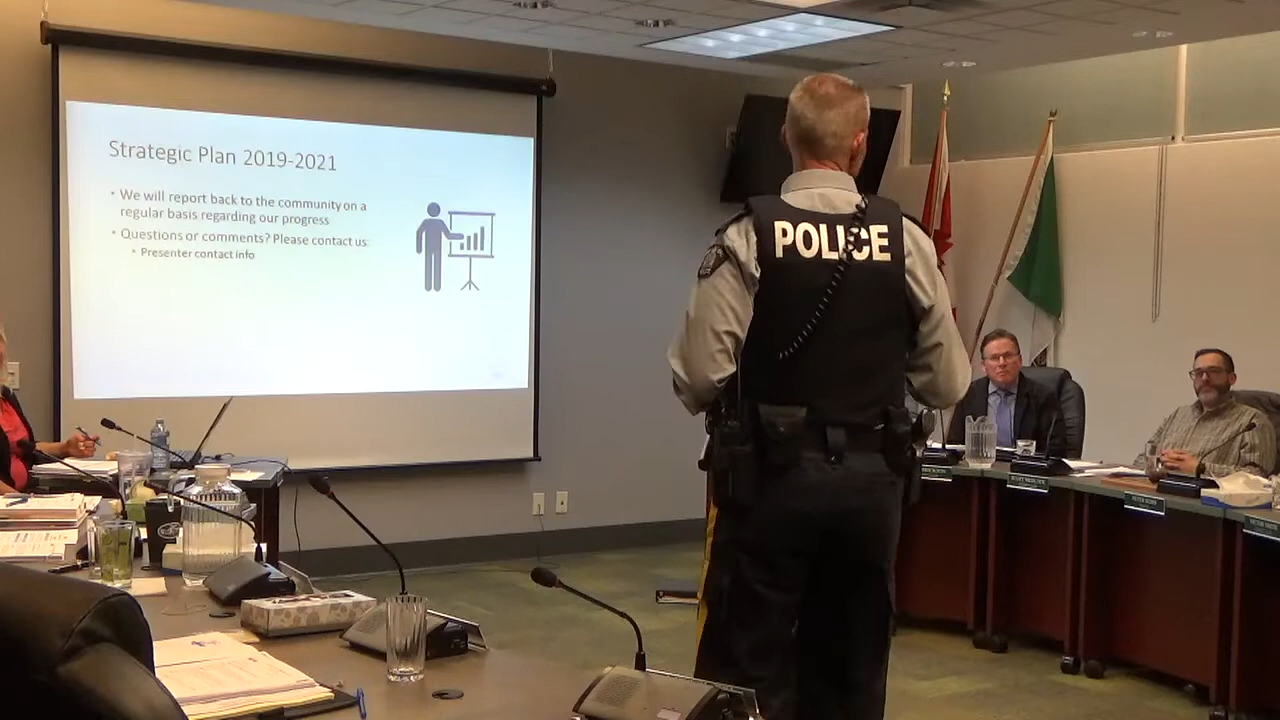 Strategic Plan 2019-2021
• We will report back to the community on a
regular basis regarding our progress
• Questions or comments? Please contact us:
• Presenter contact info
POLICE